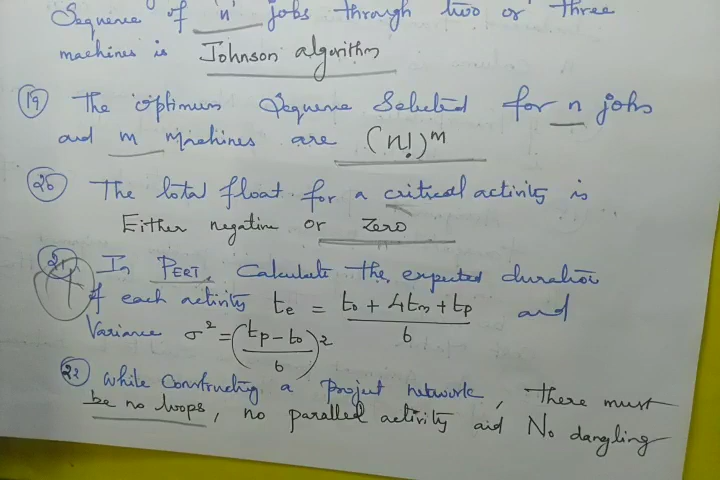 Sequence of 'n' jobs through two or three
machines is Johnson algorithm
(19) The optimum Sequence Selected for n jobs
and m machines are (n!)^m
(20) The total float for a critical activity is
Either negative or zero
(21) In PERT, Calculate the expected duration
of each activity te = (to + 4tm + tp)/6 and
Variance σ² = ((tp - to)/6)²
(22) While Constructing a project network, there must
be no loops, no parallel activity and No dangling